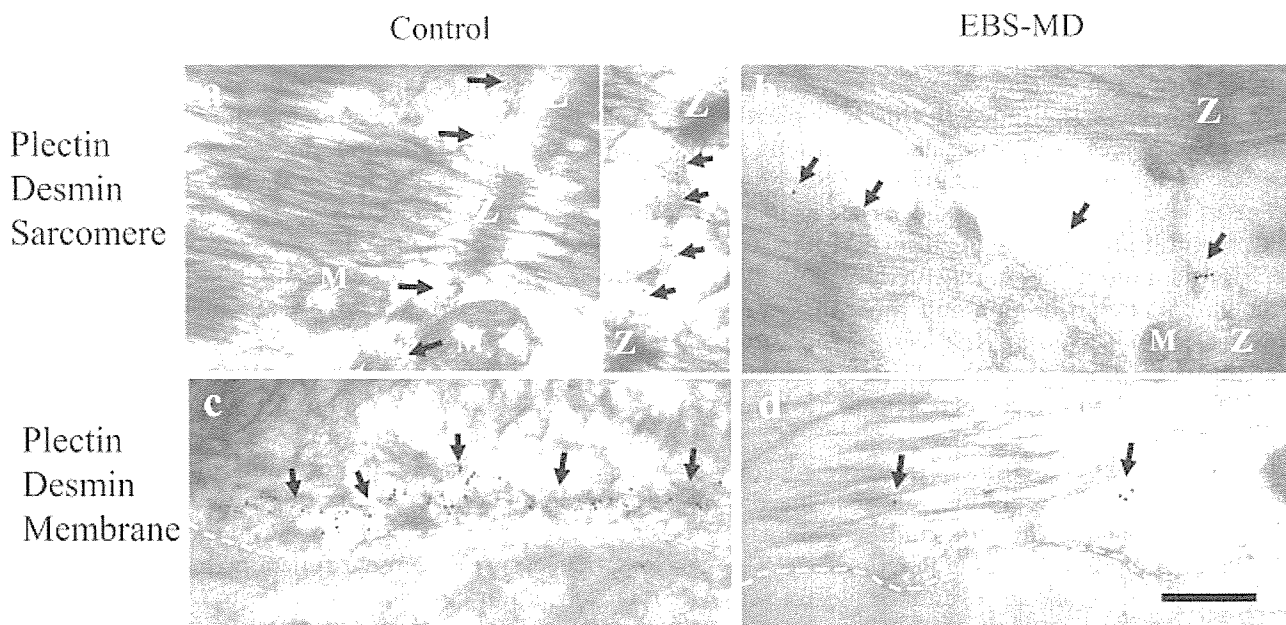 Control
EBS-MD
Plectin
Desmin
Sarcomere
a
Z
Z
M
M
Z
Z
b
Z
M
Z
Plectin
Desmin
Membrane
c
d